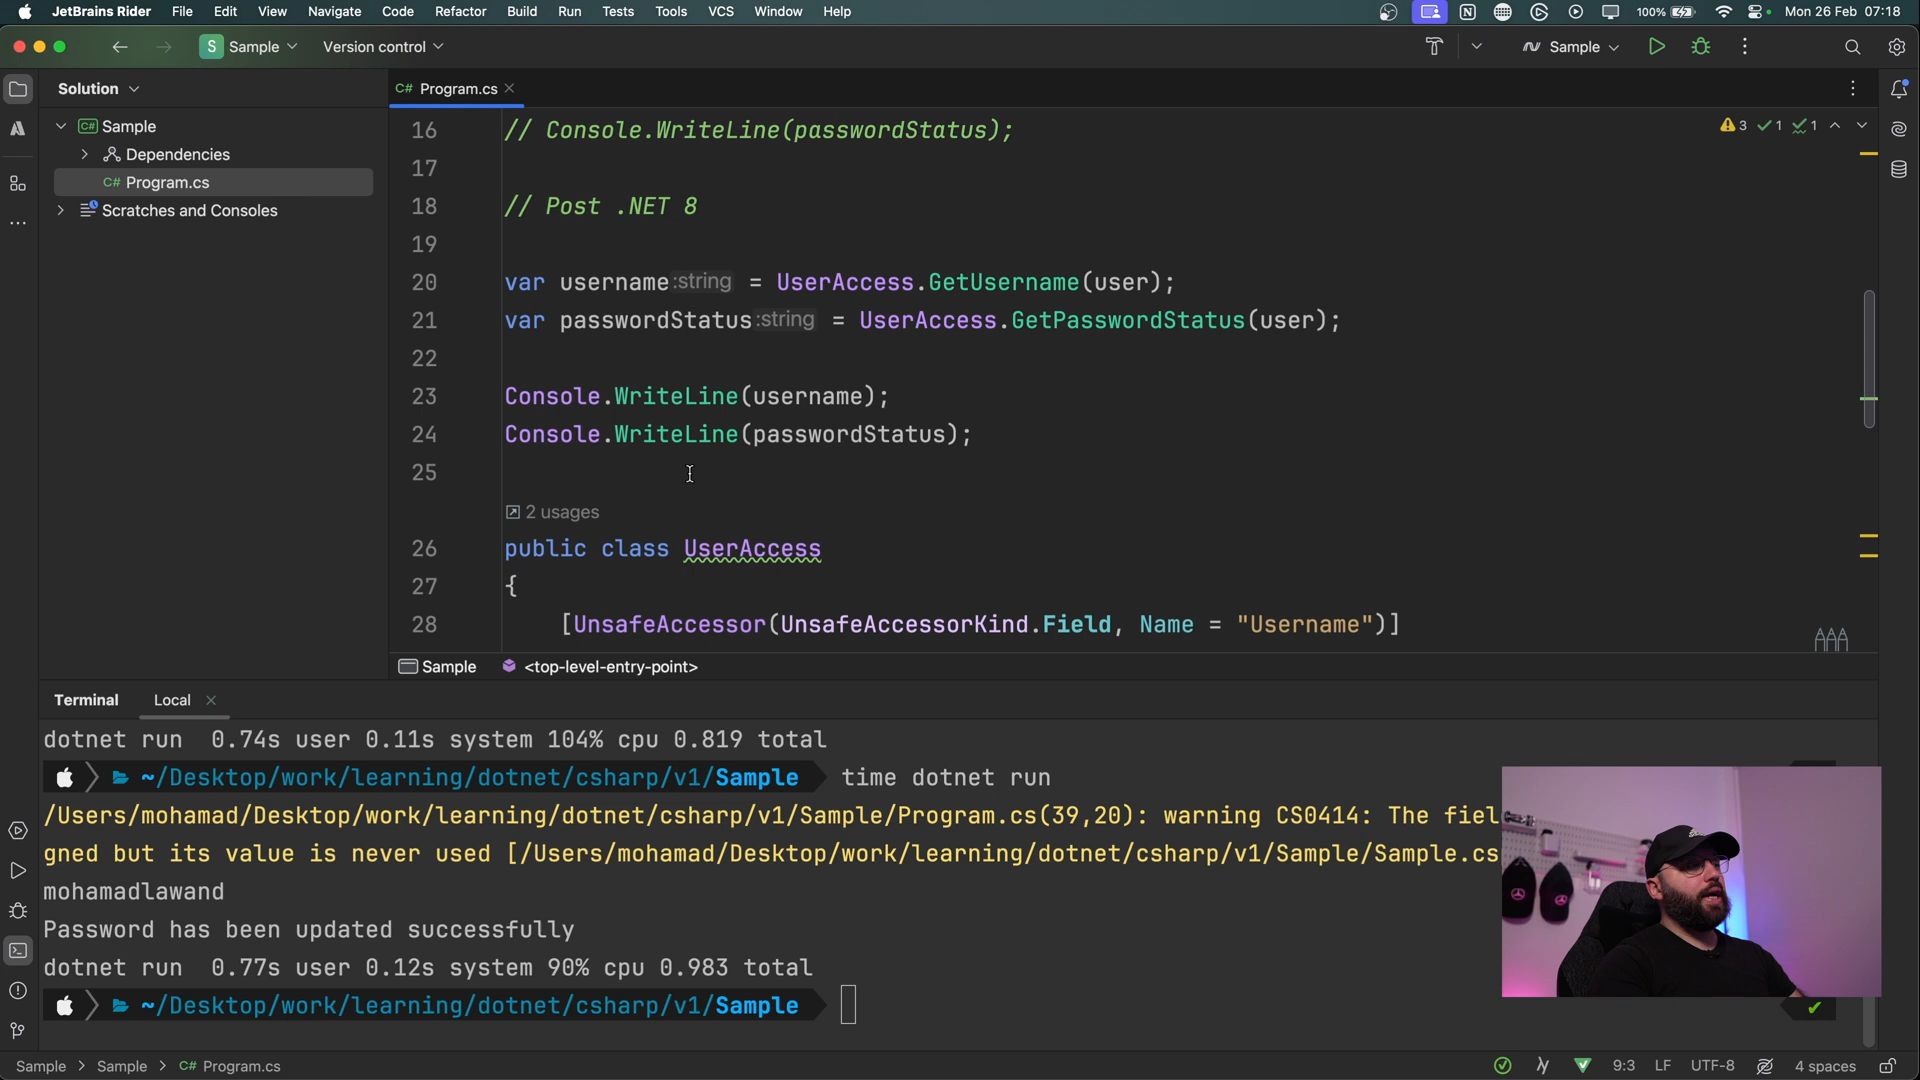 JetBrains Rider File Edit View Navigate Code Refactor Build Run Tests Tools VCS Window Help 100% Mon 26 Feb 07:18
S Sample Version control Sample
Solution
C# Program.cs
C# Sample
Dependencies
C# Program.cs
Scratches and Consoles
3 1 1
16 // Console.WriteLine(passwordStatus);
17
18 // Post .NET 8
19
20 var username:string = UserAccess.GetUsername(user);
21 var passwordStatus:string = UserAccess.GetPasswordStatus(user);
22
23 Console.WriteLine(username);
24 Console.WriteLine(passwordStatus);
25
2 usages
26 public class UserAccess
27 {
28 [UnsafeAccessor(UnsafeAccessorKind.Field, Name = "Username")]
Sample <top-level-entry-point>
Terminal Local
dotnet run 0.74s user 0.11s system 104% cpu 0.819 total
~/Desktop/work/learning/dotnet/csharp/v1/Sample time dotnet run
/Users/mohamad/Desktop/work/learning/dotnet/csharp/v1/Sample/Program.cs(39,20): warning CS0414: The fiel
gned but its value is never used [/Users/mohamad/Desktop/work/learning/dotnet/csharp/v1/Sample/Sample.cs
mohamadlawand
Password has been updated successfully
dotnet run 0.77s user 0.12s system 90% cpu 0.983 total
~/Desktop/work/learning/dotnet/csharp/v1/Sample
Sample > Sample > C# Program.cs 9:3 LF UTF-8 4 spaces